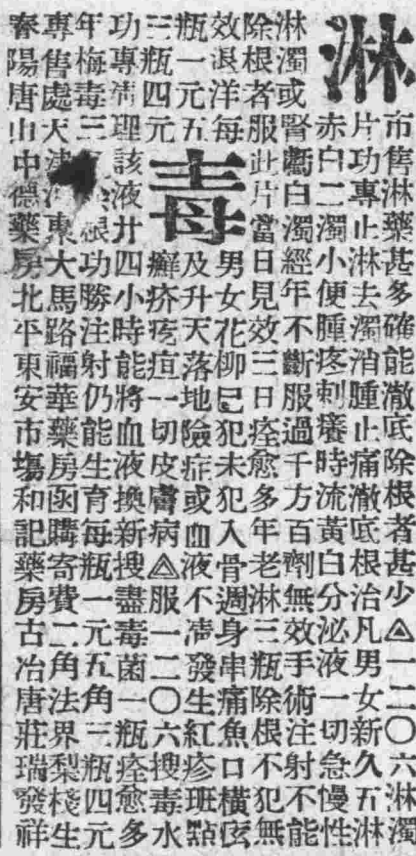 淋
市售淋藥甚多確能澈底除根者甚少△一二〇六淋濁
片功專止淋去濁消腫止痛澈底根治凡男女新久五淋
赤白二濁小便腫疼刺癢時流黃白分泌液一切急慢性
淋濁或腎虧白濁經年不斷服過千方百劑無效手術注射不能
除根者服此片當日見效三日痊愈多年老淋三瓶除根不犯無
效退洋每
瓶一元五
三瓶四元
毒
男女花柳已犯未犯入骨週身串痛魚口橫痃
及升天落地險症或血液不凊發生紅疹班點
癬疥疙疸一切皮膚病△服一二〇六搜毒水
功專清理該液廿四小時能將血液換新搜盡毒菌一瓶痊愈多
年梅毒三根功勝注射仍能生育每瓶一元五角三瓶四元
專售處天津東大馬路福華藥房函購寄費二角法界梨棧生
春陽唐山中德藥房北平東安市塲和記藥房古冶唐莊瑞發祥